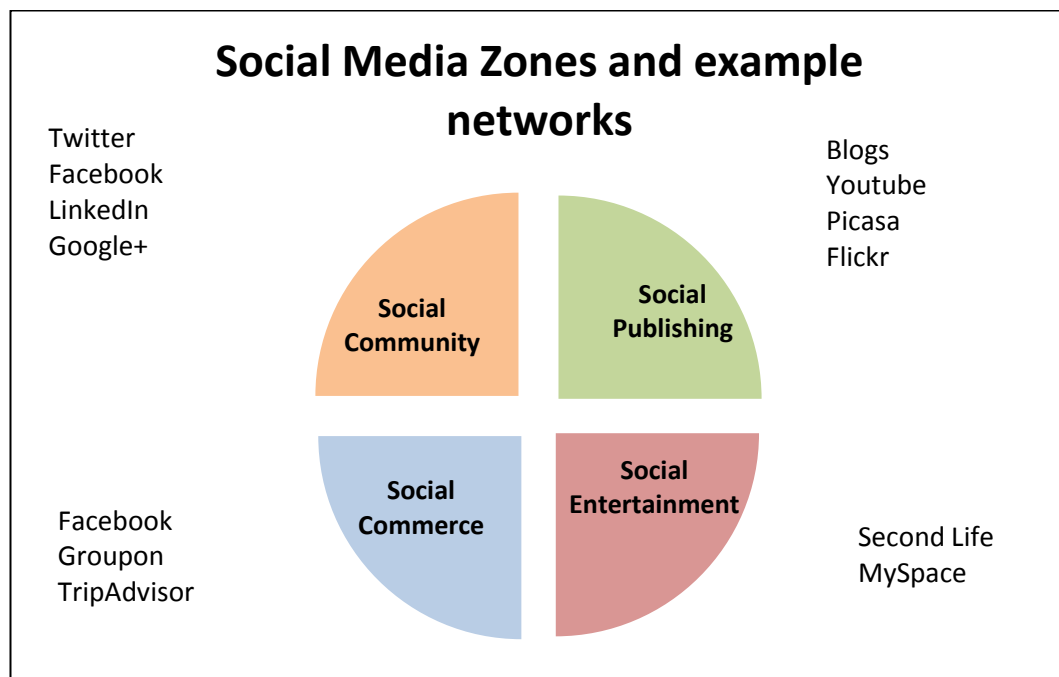 Social Media Zones and example
networks
Twitter
Facebook
LinkedIn
Google+
Blogs
Youtube
Picasa
Flickr
Social
Community
Social
Publishing
Social
Commerce
Social
Entertainment
Facebook
Groupon
TripAdvisor
Second Life
MySpace